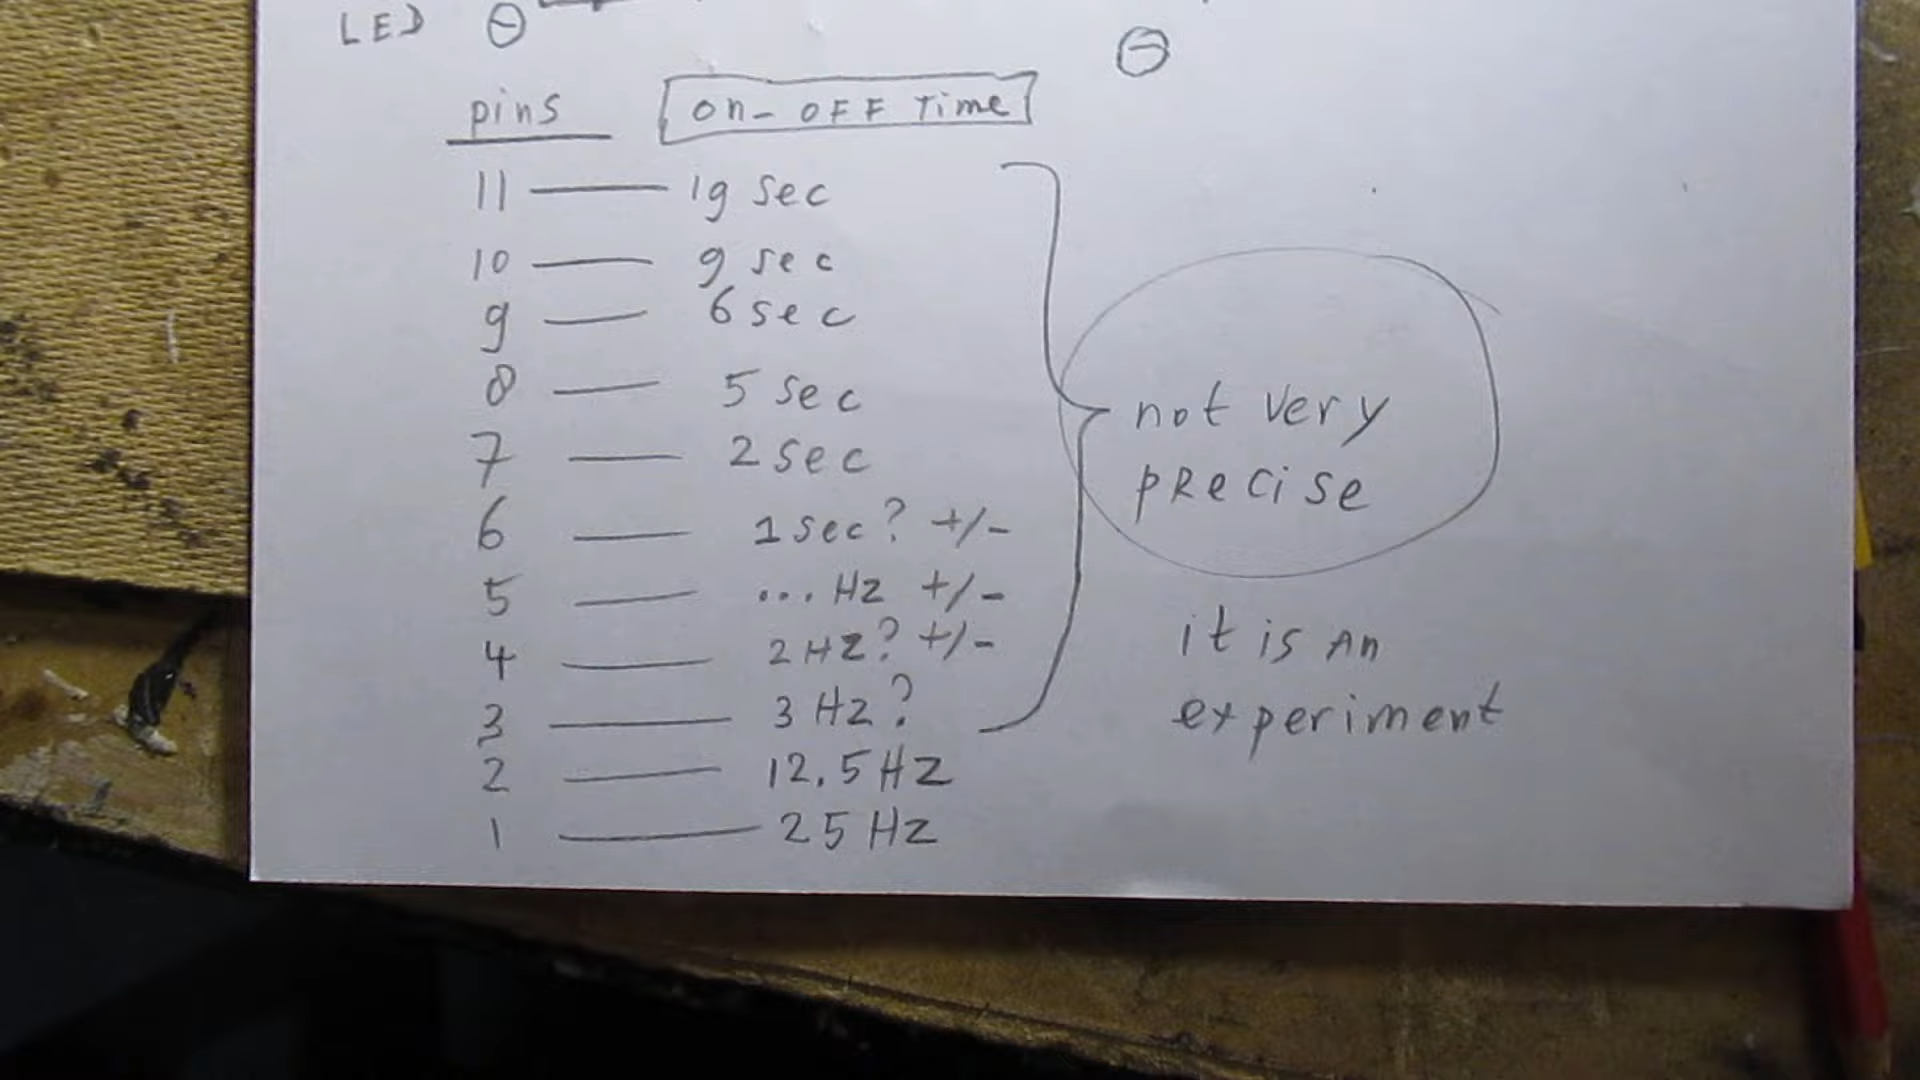 LED ⊖
⊖
pins on- OFF Time
11 — 19 sec
10 — 9 sec
9 — 6 sec
8 — 5 sec
7 — 2 sec
6 — 1 sec? +/-
5 — ...Hz +/-
4 — 2 Hz? +/-
3 — 3 Hz?
2 — 12.5 Hz
1 — 25 Hz
not very
precise
it is An
experiment